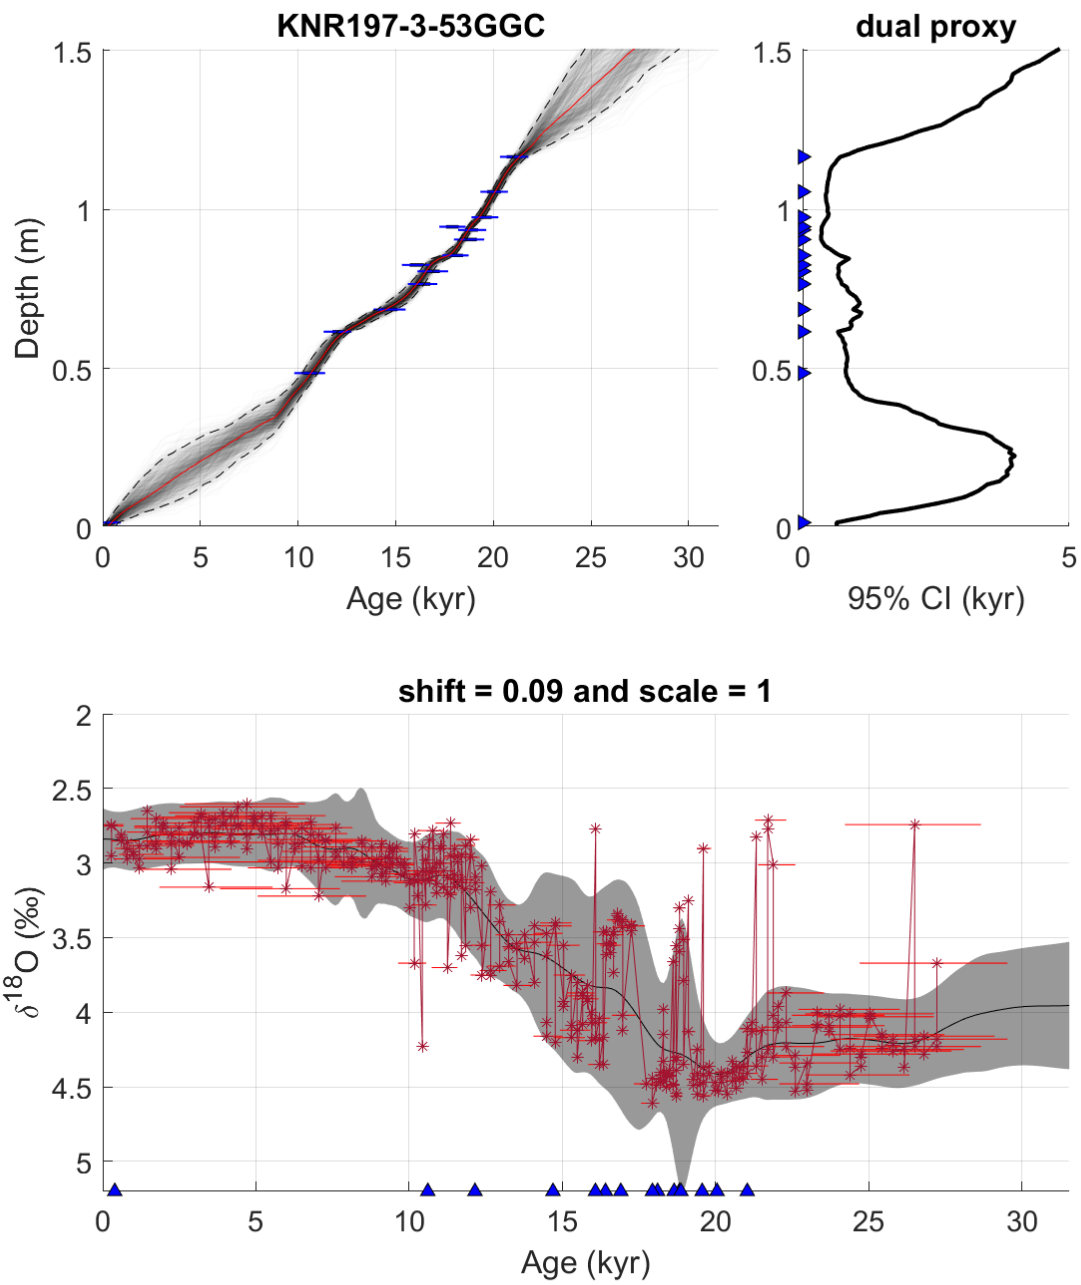 KNR197-3-53GGC
dual proxy
1.5
1
0.5
0
Depth (m)
0 5 10 15 20 25 30
Age (kyr)
1.5
1
0.5
0
0 5
95% CI (kyr)
shift = 0.09 and scale = 1
2
2.5
3
3.5
4
4.5
5
δ¹⁸O (‰)
0 5 10 15 20 25 30
Age (kyr)